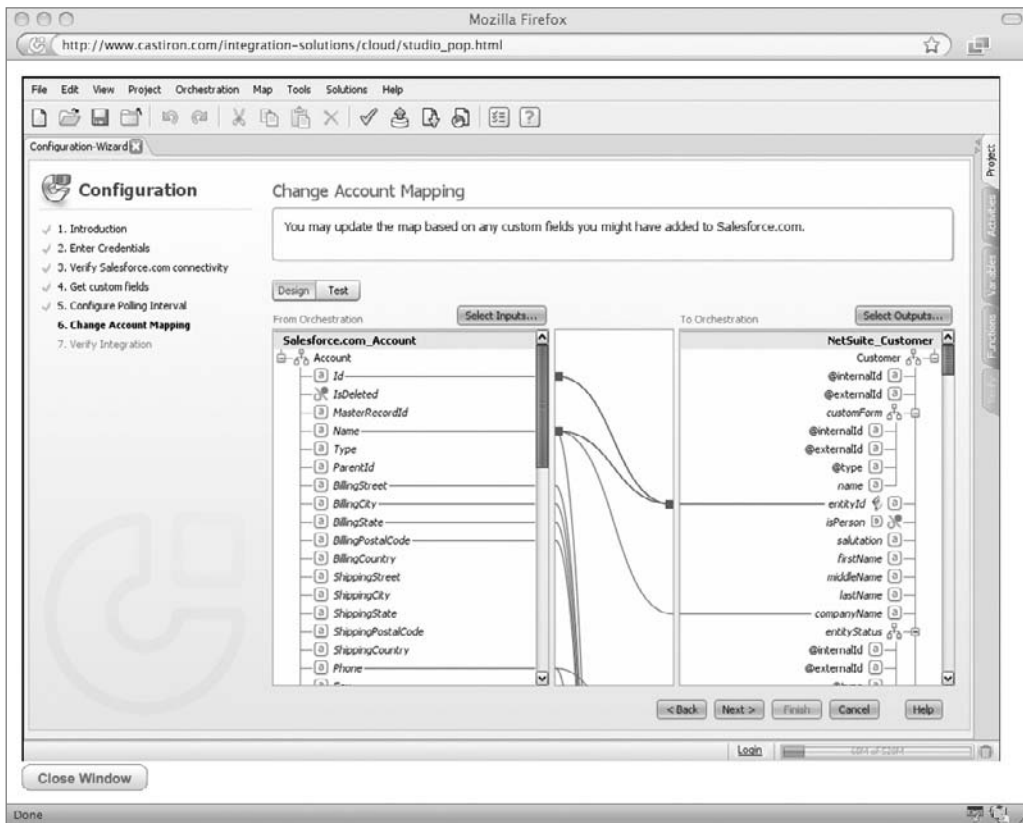 Mozilla Firefox
http://www.castiron.com/integration-solutions/cloud/studio_pop.html
File Edit View Project Orchestration Map Tools Solutions Help
Configuration-Wizard
Configuration
1. Introduction
2. Enter Credentials
3. Verify Salesforce.com connectivity
4. Get custom fields
5. Configure Polling Interval
6. Change Account Mapping
7. Verify Integration
Change Account Mapping
You may update the map based on any custom fields you might have added to Salesforce.com.
Design Test
From Orchestration
Select Inputs...
To Orchestration
Select Outputs...
Salesforce.com_Account
Account
Id
IsDeleted
MasterRecordId
Name
Type
ParentId
BillingStreet
BillingCity
BillingState
BillingPostalCode
BillingCountry
ShippingStreet
ShippingCity
ShippingState
ShippingPostalCode
ShippingCountry
Phone
NetSuite_Customer
Customer
@internalId
@externalId
customForm
@internalId
@externalId
@type
name
entityId
isPerson
salutation
firstName
middleName
lastName
companyName
entityStatus
@internalId
@externalId
Project
Activities
Variables
Functions
< Back Next > Finish Cancel Help
Login
Close Window
Done